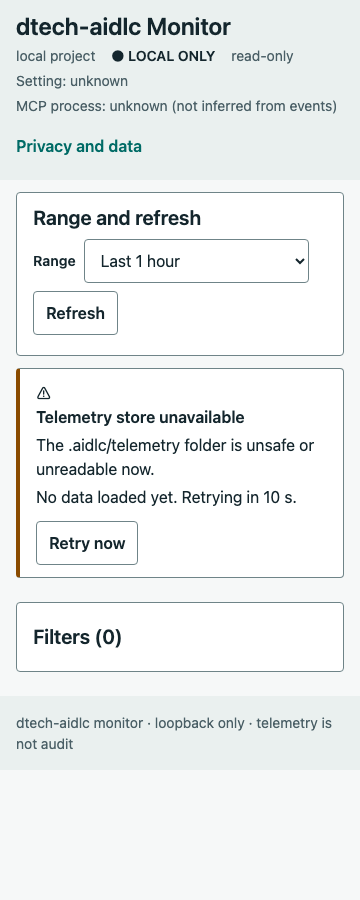 dtech-aidlc Monitor
local project ● LOCAL ONLY read-only
Setting: unknown
MCP process: unknown (not inferred from events)
Privacy and data
Range and refresh
Range Last 1 hour
Refresh
Telemetry store unavailable
The .aidlc/telemetry folder is unsafe or
unreadable now.
No data loaded yet. Retrying in 10 s.
Retry now
Filters (0)
dtech-aidlc monitor · loopback only · telemetry is
not audit